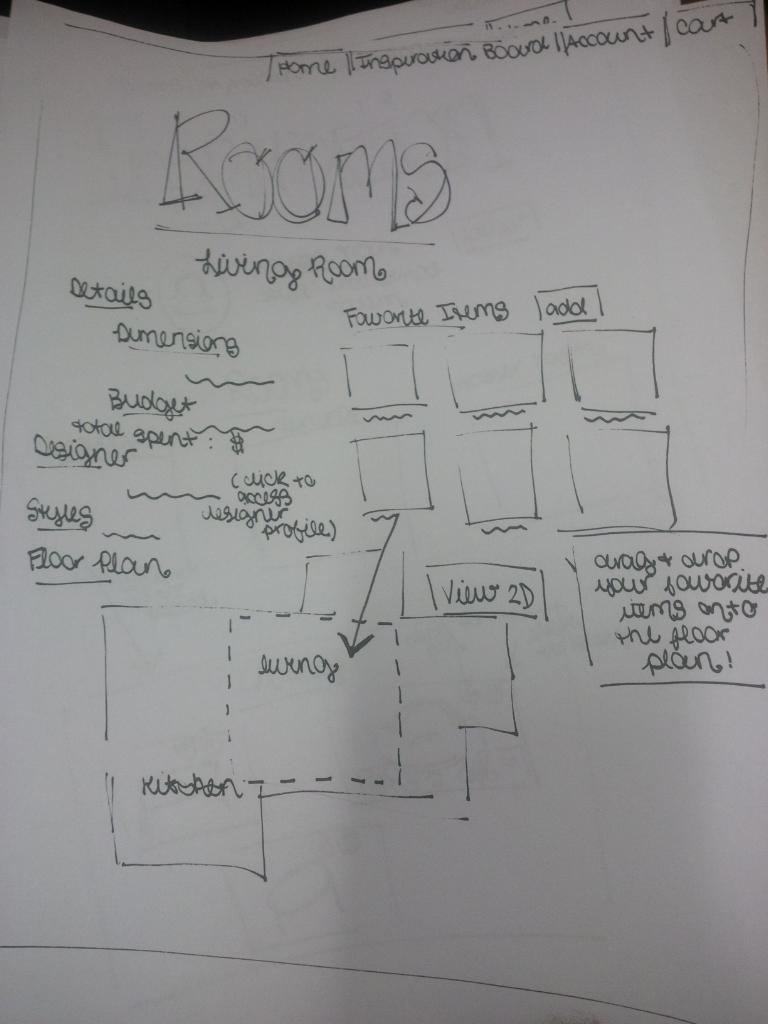 Home | Inspiration Board | Account | Cart
Rooms
Living Room
Details
Dimensions
Favorite Items add
Budget
total spent: $
Designer
(click to
access
designer
profile)
Styles
Floor Plan
View 2D
drag & drop
your favorite
items onto
the floor
plan!
living
Kitchen